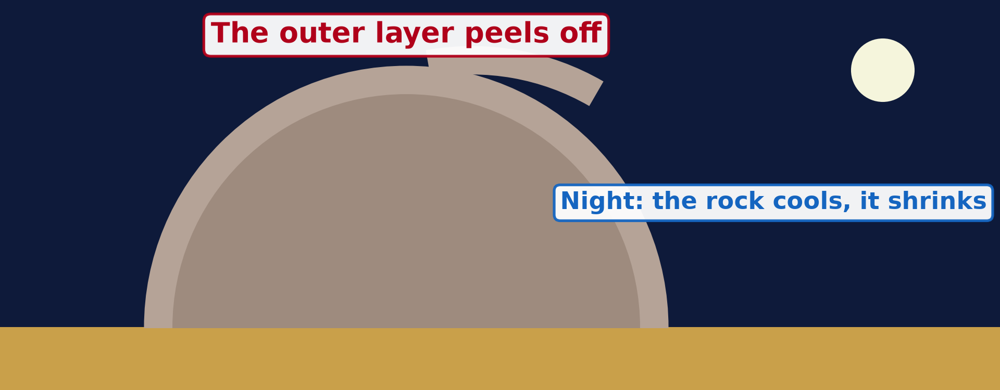 The outer layer peels off
Night: the rock cools, it shrinks